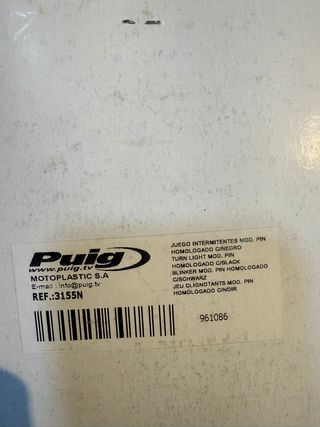 Puig
www.puig.tv
MOTOPLASTIC S.A
E-mail : info@puig.tv
REF.:3155N
JUEGO INTERMITENTES MOD. PIN
HOMOLOGADO C/NEGRO
TURN LIGHT MOD. PIN
HOMOLOGADO C/BLACK
BLINKER MOD. PIN HOMOLOGADO
C/SCHWARZ
JEU CLIGNOTANTS MOD. PIN
HOMOLOGADO C/NOIR
961086